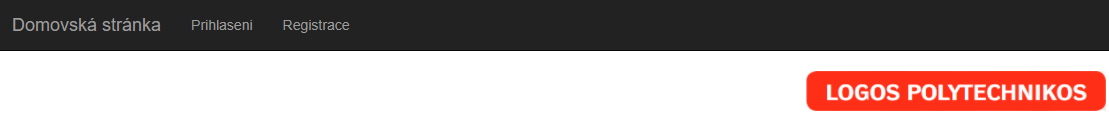 Domovská stránka Prihlaseni Registrace
LOGOS POLYTECHNIKOS